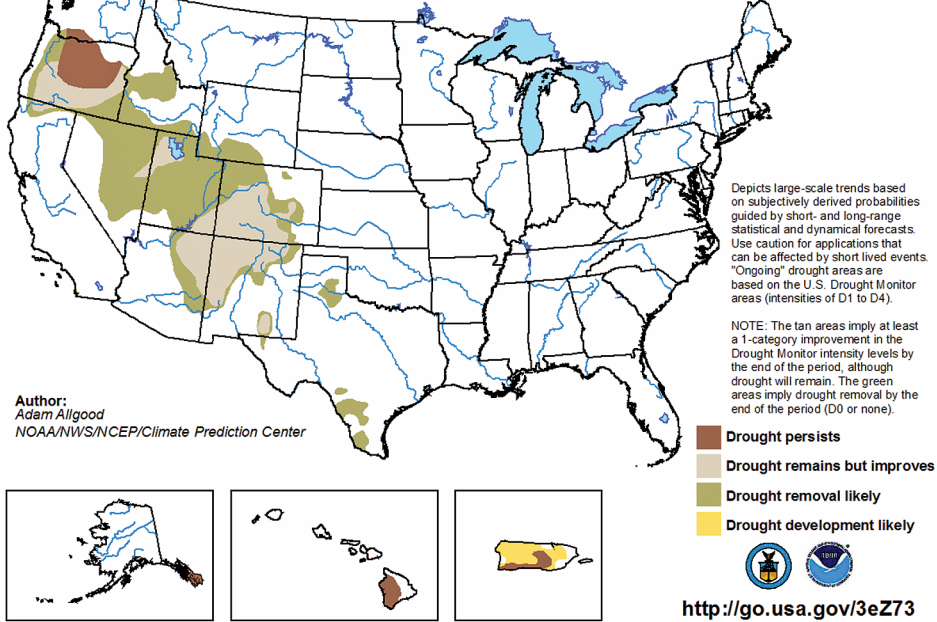 Depicts large-scale trends based
on subjectively derived probabilities
guided by short- and long-range
statistical and dynamical forecasts.
Use caution for applications that
can be affected by short lived events.
"Ongoing" drought areas are
based on the U.S. Drought Monitor
areas (intensities of D1 to D4).
NOTE: The tan areas imply at least
a 1-category improvement in the
Drought Monitor intensity levels by
the end of the period, although
drought will remain. The green
areas imply drought removal by the
end of the period (D0 or none).
Author:
Adam Allgood
NOAA/NWS/NCEP/Climate Prediction Center
Drought persists
Drought remains but improves
Drought removal likely
Drought development likely
http://go.usa.gov/3eZ73